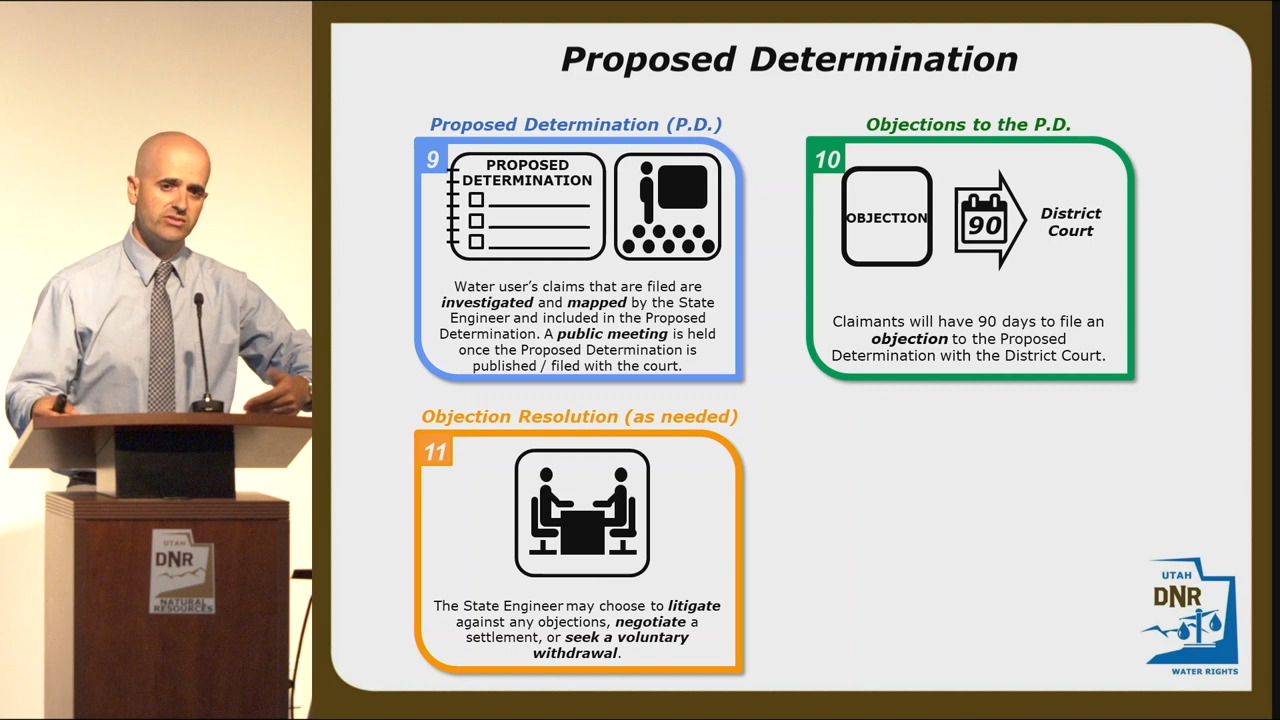 Proposed Determination
Proposed Determination (P.D.)
9
PROPOSED
DETERMINATION
Water user's claims that are filed are
investigated and mapped by the State
Engineer and included in the Proposed
Determination. A public meeting is held
once the Proposed Determination is
published / filed with the court.
Objections to the P.D.
10
OBJECTION
90
District
Court
Claimants will have 90 days to file an
objection to the Proposed
Determination with the District Court.
Objection Resolution (as needed)
11
The State Engineer may choose to litigate
against any objections, negotiate a
settlement, or seek a voluntary
withdrawal.
UTAH
DNR
WATER RIGHTS
UTAH
DNR
NATURAL
RESOURCES